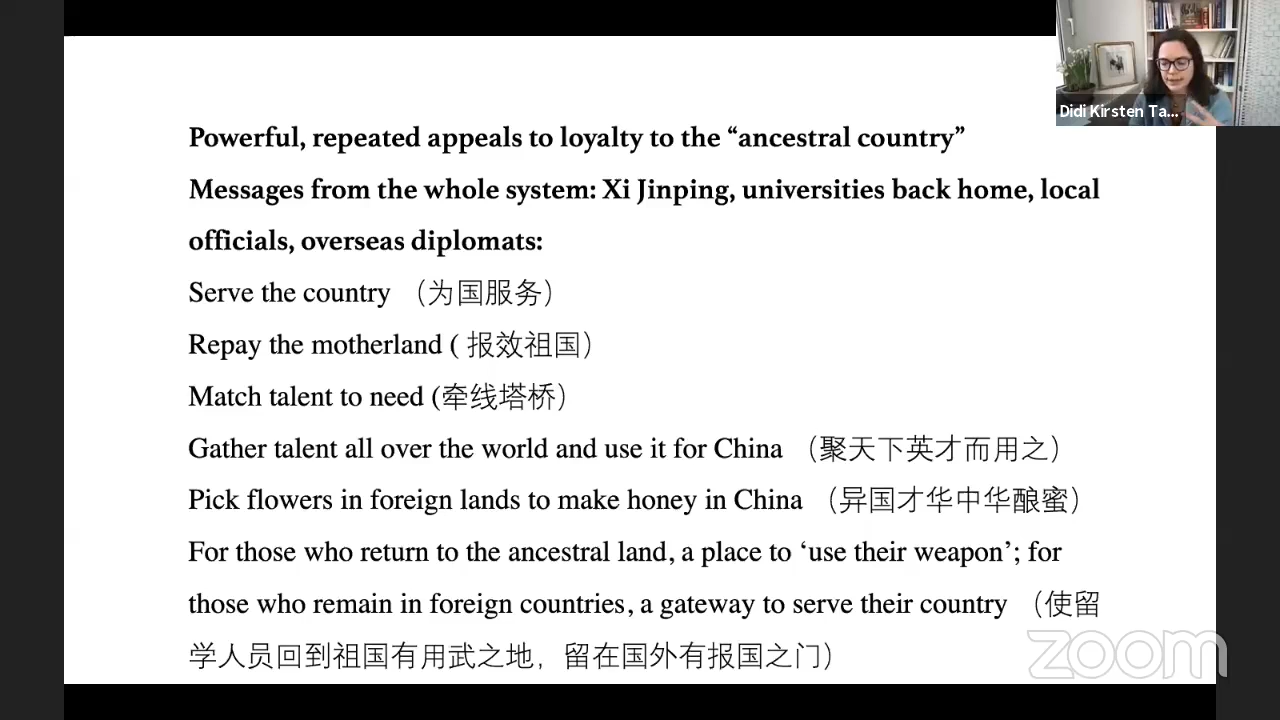 Didi Kirsten Ta...
Powerful, repeated appeals to loyalty to the “ancestral country”
Messages from the whole system: Xi Jinping, universities back home, local
officials, overseas diplomats:
Serve the country （为国服务）
Repay the motherland ( 报效祖国）
Match talent to need (牵线塔桥）
Gather talent all over the world and use it for China （聚天下英才而用之）
Pick flowers in foreign lands to make honey in China （异国才华中华酿蜜）
For those who return to the ancestral land, a place to ‘use their weapon’; for
those who remain in foreign countries, a gateway to serve their country （使留
学人员回到祖国有用武之地，留在国外有报国之门）
zoom